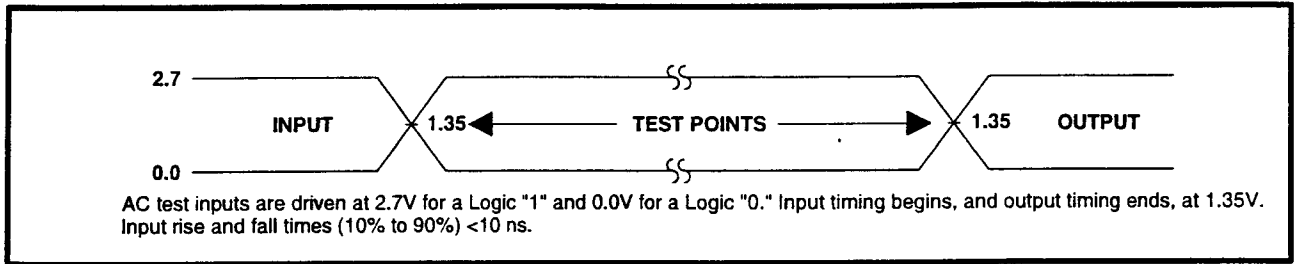 2.7
INPUT 1.35 TEST POINTS 1.35 OUTPUT
0.0
AC test inputs are driven at 2.7V for a Logic "1" and 0.0V for a Logic "0." Input timing begins, and output timing ends, at 1.35V.
Input rise and fall times (10% to 90%) <10 ns.